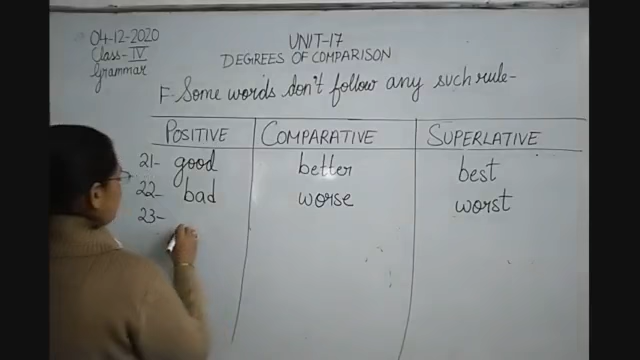 04-12-2020
Class-IV
Grammar
UNIT-17
DEGREES OF COMPARISON
F. Some words don't follow any such rule-
POSITIVE COMPARATIVE SUPERLATIVE
21- good better best
22- bad worse worst
23-